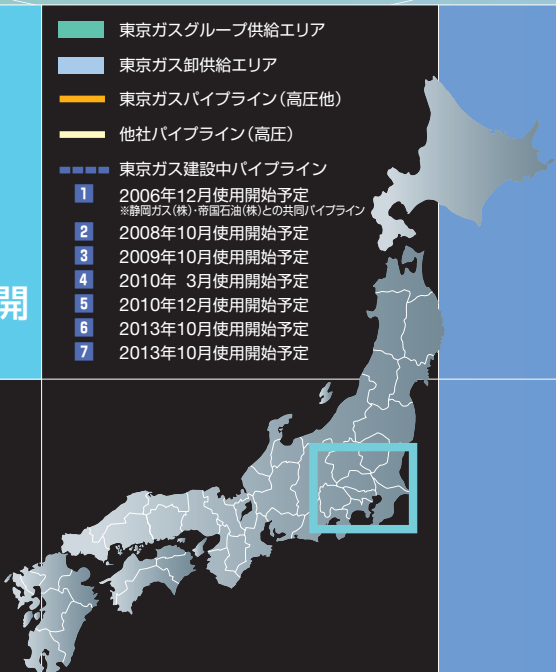 東京ガスグループ供給エリア
東京ガス卸供給エリア
東京ガスパイプライン(高圧他)
他社パイプライン(高圧)
東京ガス建設中パイプライン
1 2006年12月使用開始予定
※静岡ガス(株)・帝国石油(株)との共同パイプライン
2 2008年10月使用開始予定
3 2009年10月使用開始予定
4 2010年 3月使用開始予定
5 2010年12月使用開始予定
6 2013年10月使用開始予定
7 2013年10月使用開始予定
開